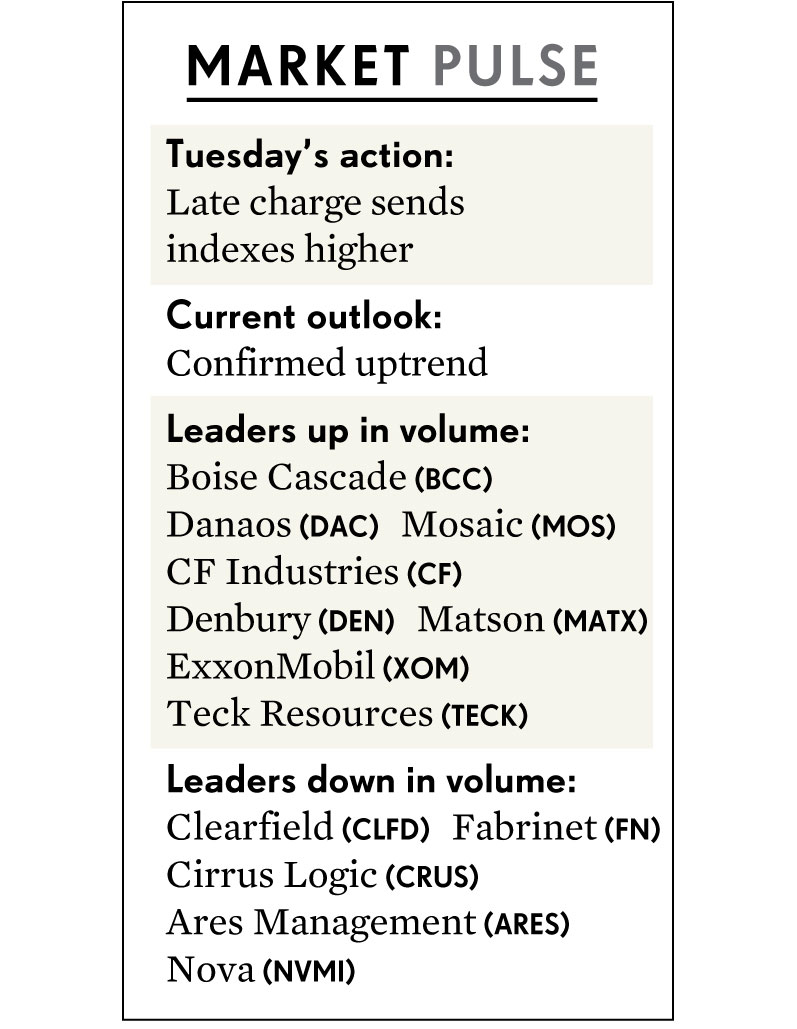 MARKET PULSE
Tuesday’s action:
Late charge sends
indexes higher
Current outlook:
Confirmed uptrend
Leaders up in volume:
Boise Cascade (BCC)
Danaos (DAC) Mosaic (MOS)
CF Industries (CF)
Denbury (DEN) Matson (MATX)
ExxonMobil (XOM)
Teck Resources (TECK)
Leaders down in volume:
Clearfield (CLFD) Fabrinet (FN)
Cirrus Logic (CRUS)
Ares Management (ARES)
Nova (NVMI)